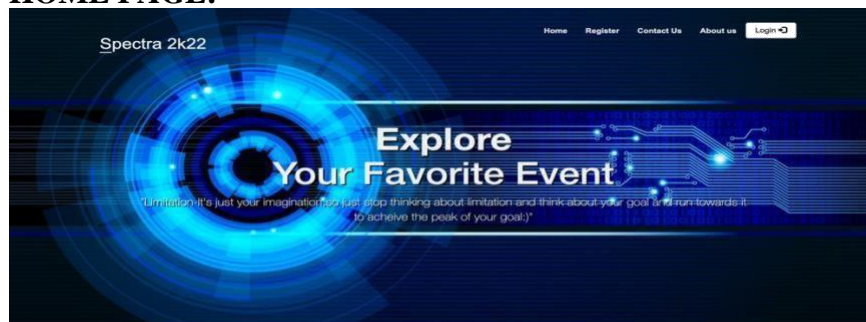 HOME PAGE:
Spectra 2k22
Home Register Contact Us About us Login
Explore
Your Favorite Event
"Limitation-It's just your imagination,so just stop thinking about limitation and think about your goal and run towards it
to acheive the peak of your goal:)"